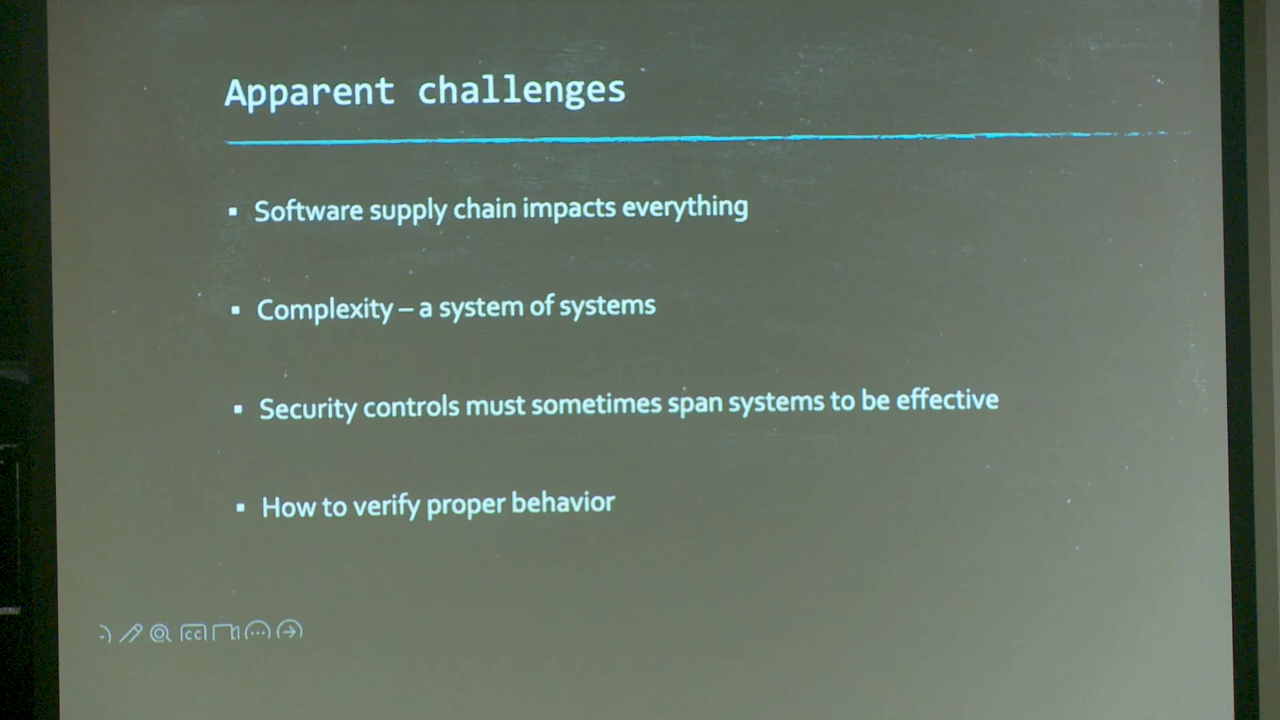 Apparent challenges
Software supply chain impacts everything
Complexity – a system of systems
Security controls must sometimes span systems to be effective
How to verify proper behavior
CC